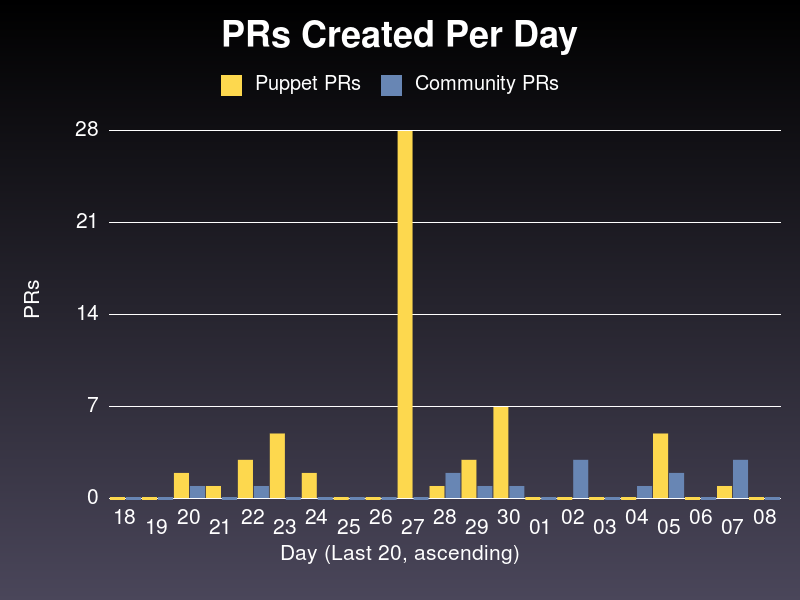 PRs Created Per Day
Puppet PRs Community PRs
28
21
14
7
0
PRs
18 19 20 21 22 23 24 25 26 27 28 29 30 01 02 03 04 05 06 07 08
Day (Last 20, ascending)